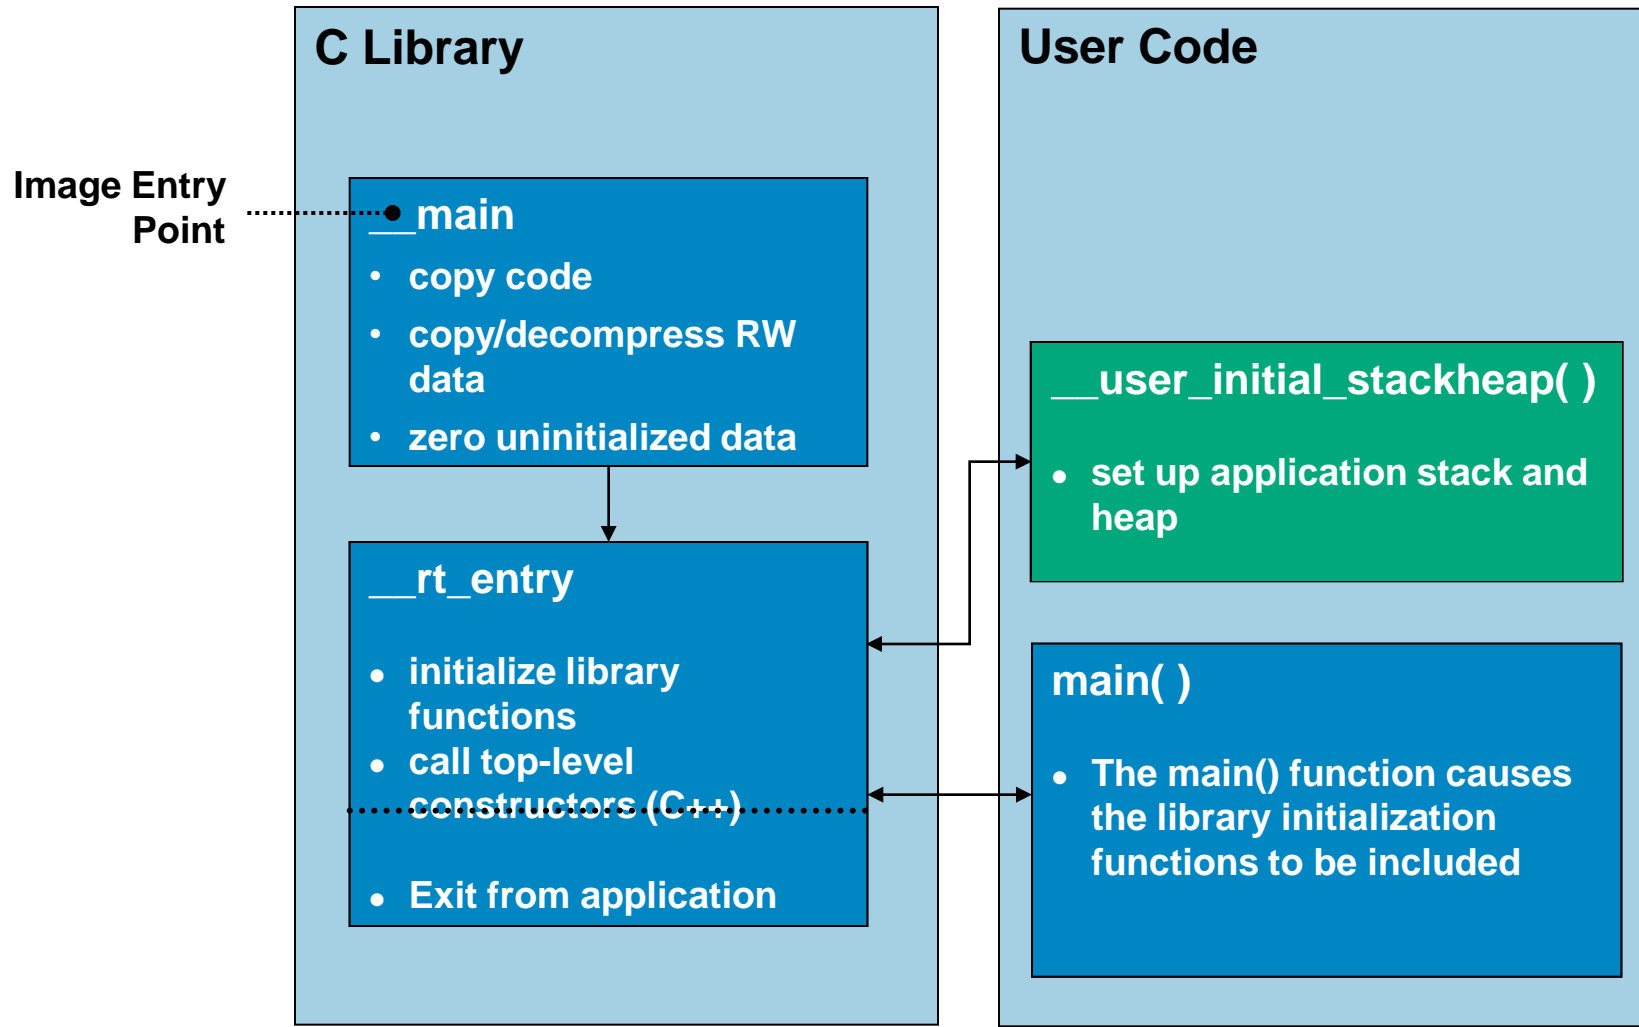 C Library
Image Entry
Point
__main
• copy code
• copy/decompress RW
data
• zero uninitialized data
__rt_entry
• initialize library
functions
• call top-level
constructors (C++)
• Exit from application
User Code
__user_initial_stackheap( )
• set up application stack and
heap
main( )
• The main() function causes
the library initialization
functions to be included